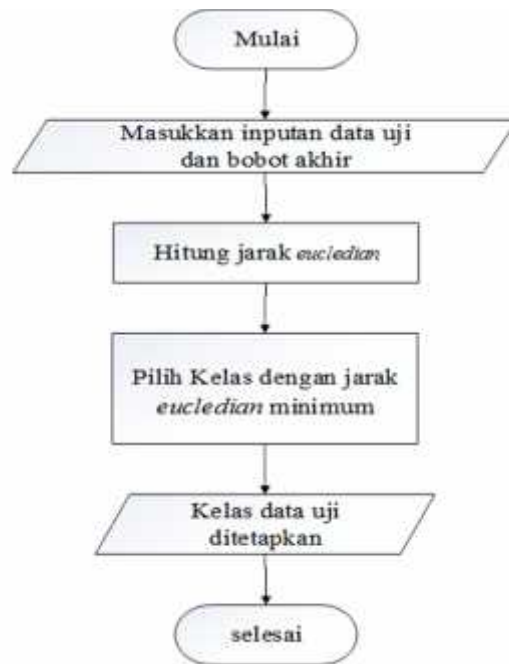 Mulai
Masukkan inputan data uji
dan bobot akhir
Hitung jarak eucledian
Pilih Kelas dengan jarak
eucledian minimum
Kelas data uji
ditetapkan
selesai